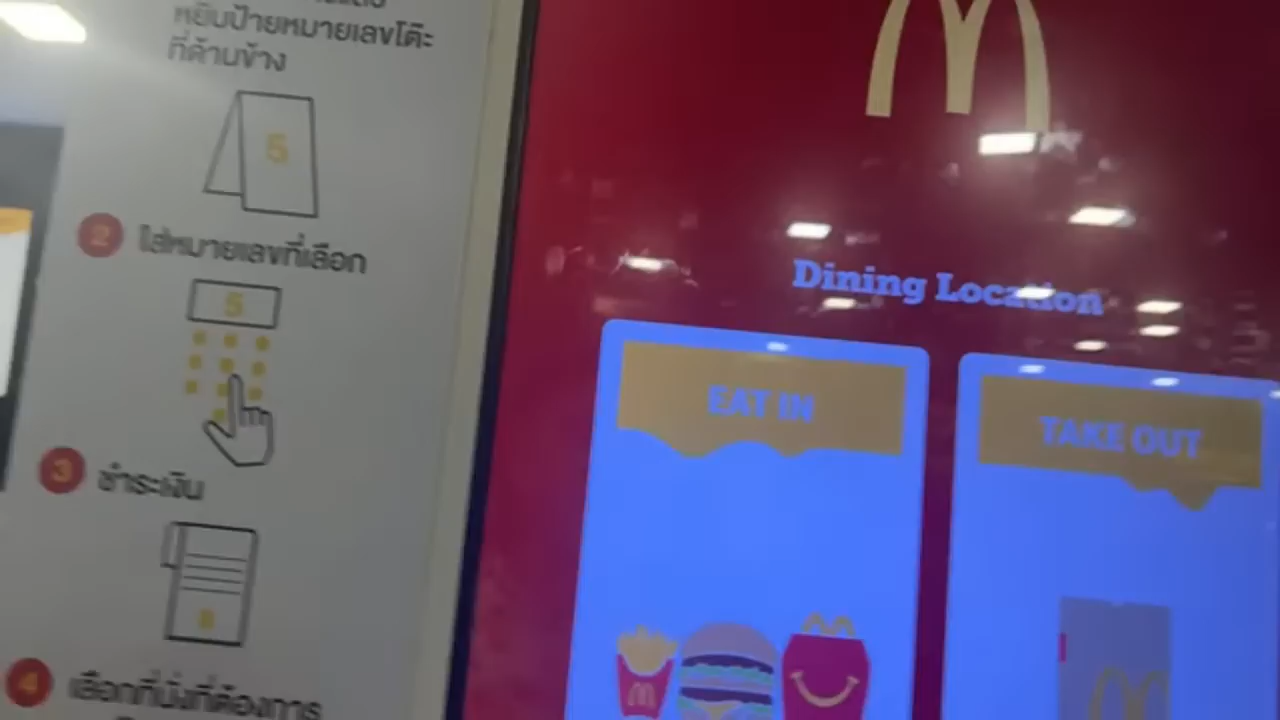 หยิบป้ายหมายเลขโต๊ะ
ที่ด้านข้าง
5
2 ใส่หมายเลขที่เลือก
5
3 ชำระเงิน
4 เลือกที่นั่งที่ต้องการ
Dining Location
EAT IN
TAKE OUT